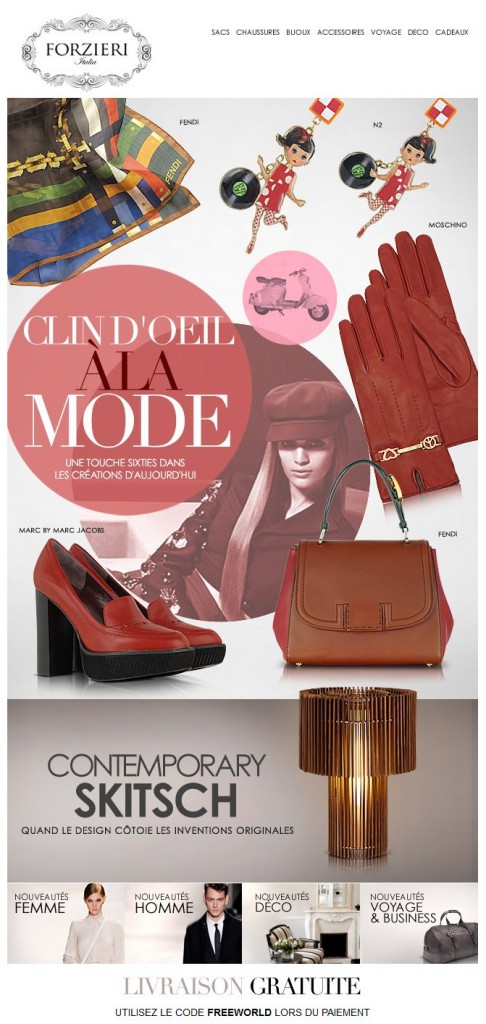 FORZIERI
Italia
SACS CHAUSSURES BIJOUX ACCESSOIRES VOYAGE DECO CADEAUX
FENDI
N2
FENDI
MOSCHINO
CLIN D'OEIL
À LA
MODE
UNE TOUCHE SIXTIES DANS
LES CRÉATIONS D'AUJOURD'HUI
MARC BY MARC JACOBS
FENDI
CONTEMPORARY
SKITSCH
QUAND LE DESIGN CÔTOIE LES INVENTIONS ORIGINALES
NOUVEAUTÉS
FEMME
NOUVEAUTÉS
HOMME
NOUVEAUTÉS
DÉCO
NOUVEAUTÉS
VOYAGE
& BUSINESS
LIVRAISON GRATUITE
UTILISEZ LE CODE FREEWORLD LORS DU PAIEMENT